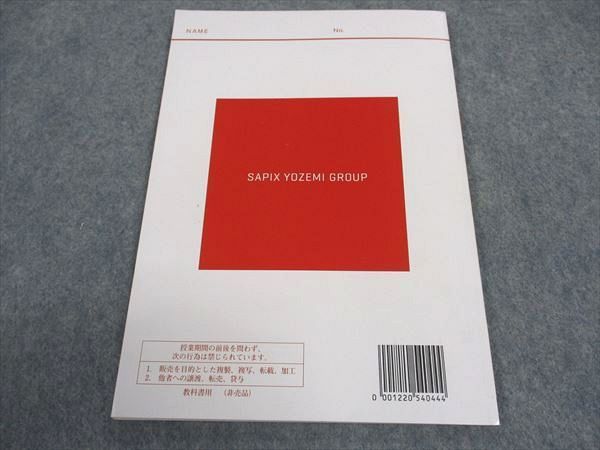 NAME No.
SAPIX YOZEMI GROUP
授業期間の前後を問わず、
次の行為は禁じられています。
1. 販売を目的とした複製、複写、転載、加工
2. 他者への譲渡、転売、貸与
教科書用 （非売品）
0 001220 540444